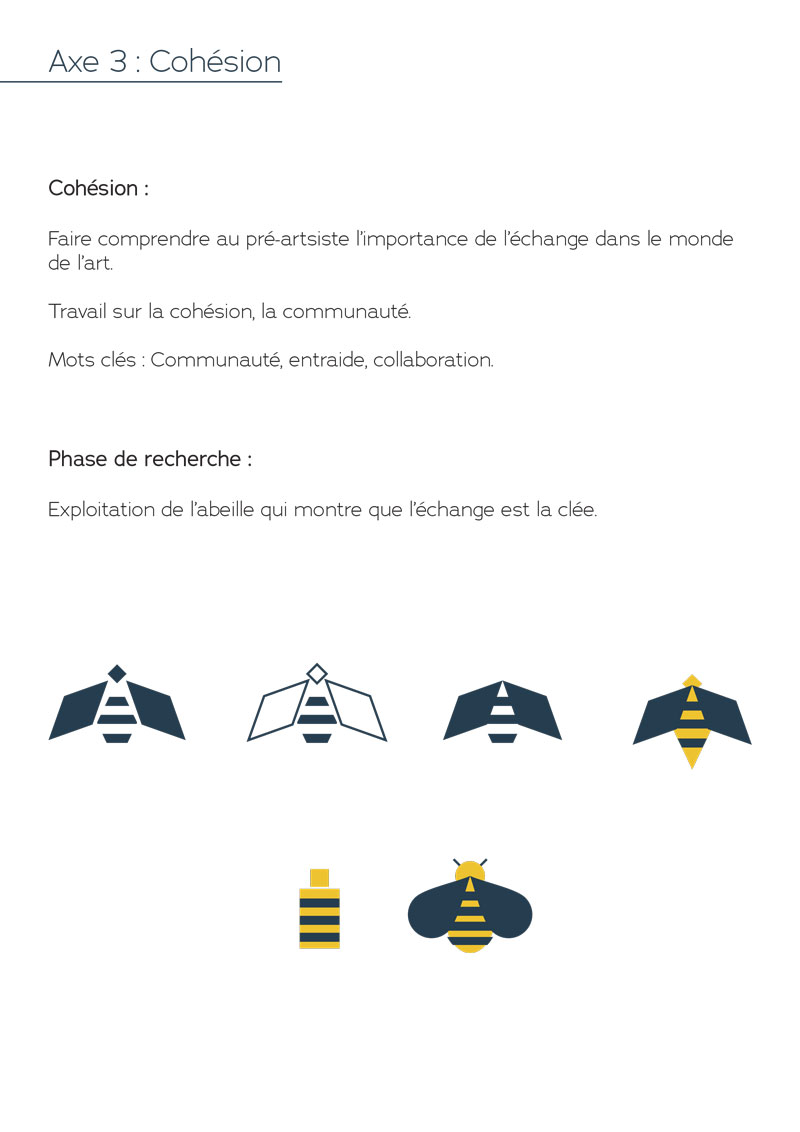 Axe 3 : Cohésion
Cohésion :
Faire comprendre au pré-artsiste l'importance de l'échange dans le monde
de l'art.
Travail sur la cohésion, la communauté.
Mots clés : Communauté, entraide, collaboration.
Phase de recherche :
Exploitation de l'abeille qui montre que l'échange est la clée.